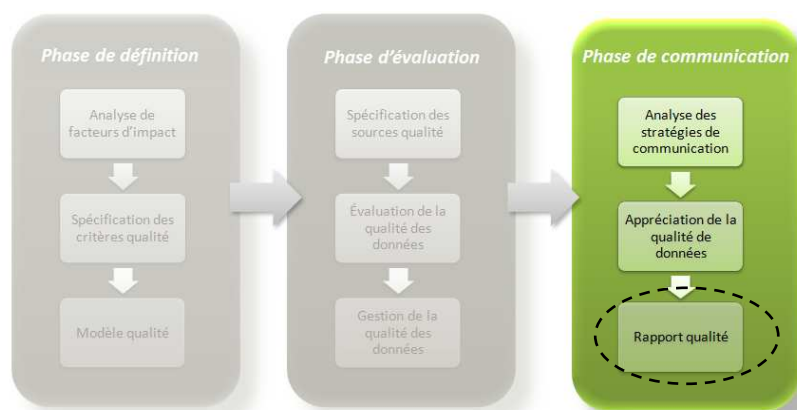 Phase de définition
Analyse de
facteurs d'impact
Spécification des
critères qualité
Modèle qualité
Phase d'évaluation
Spécification des
sources qualité
Évaluation de la
qualité des
données
Gestion de la
qualité des
données
Phase de communication
Analyse des
stratégies de
communication
Appréciation de la
qualité de
données
Rapport qualité